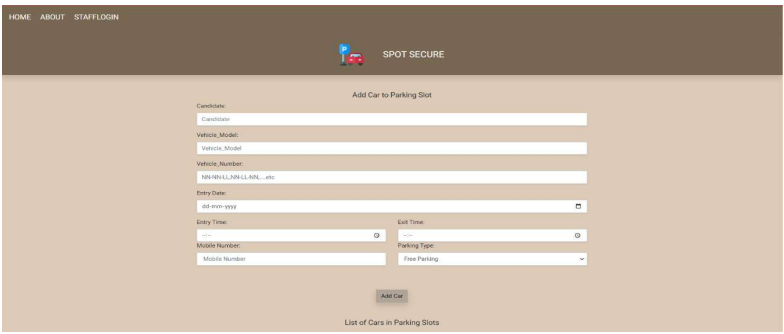 HOME ABOUT STAFFLOGIN
P
SPOT SECURE
Add Car to Parking Slot
Candidate:
Candidate
Vehicle_Model:
Vehicle_Model
Vehicle_Number:
NN-NN-LL,NN-LL-NN,...etc
Entry Date:
dd-mm-yyyy
Entry Time: Exit Time:
--:-- --:--
Mobile Number: Parking Type:
Mobile Number Free Parking
Add Car
List of Cars in Parking Slots